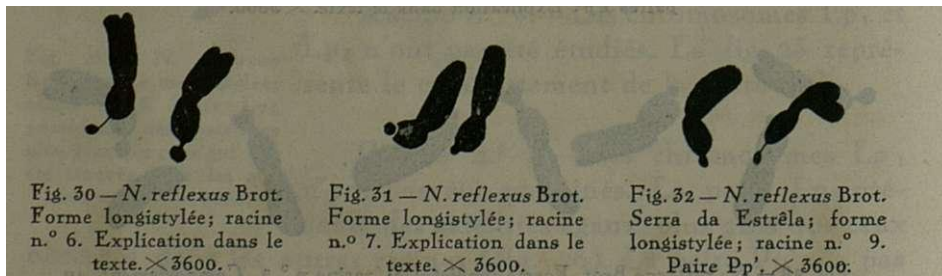 Fig. 30 — N. reflexus Brot.
Forme longistylée; racine
n.º 6. Explication dans le
texte. × 3600.
Fig. 31 — N. reflexus Brot.
Forme longistylée; racine
n.º 7. Explication dans le
texte. × 3600.
Fig. 32 — N. reflexus Brot.
Serra da Estrêla; forme
longistylée; racine n.º 9.
Paire Pp'. × 3600.